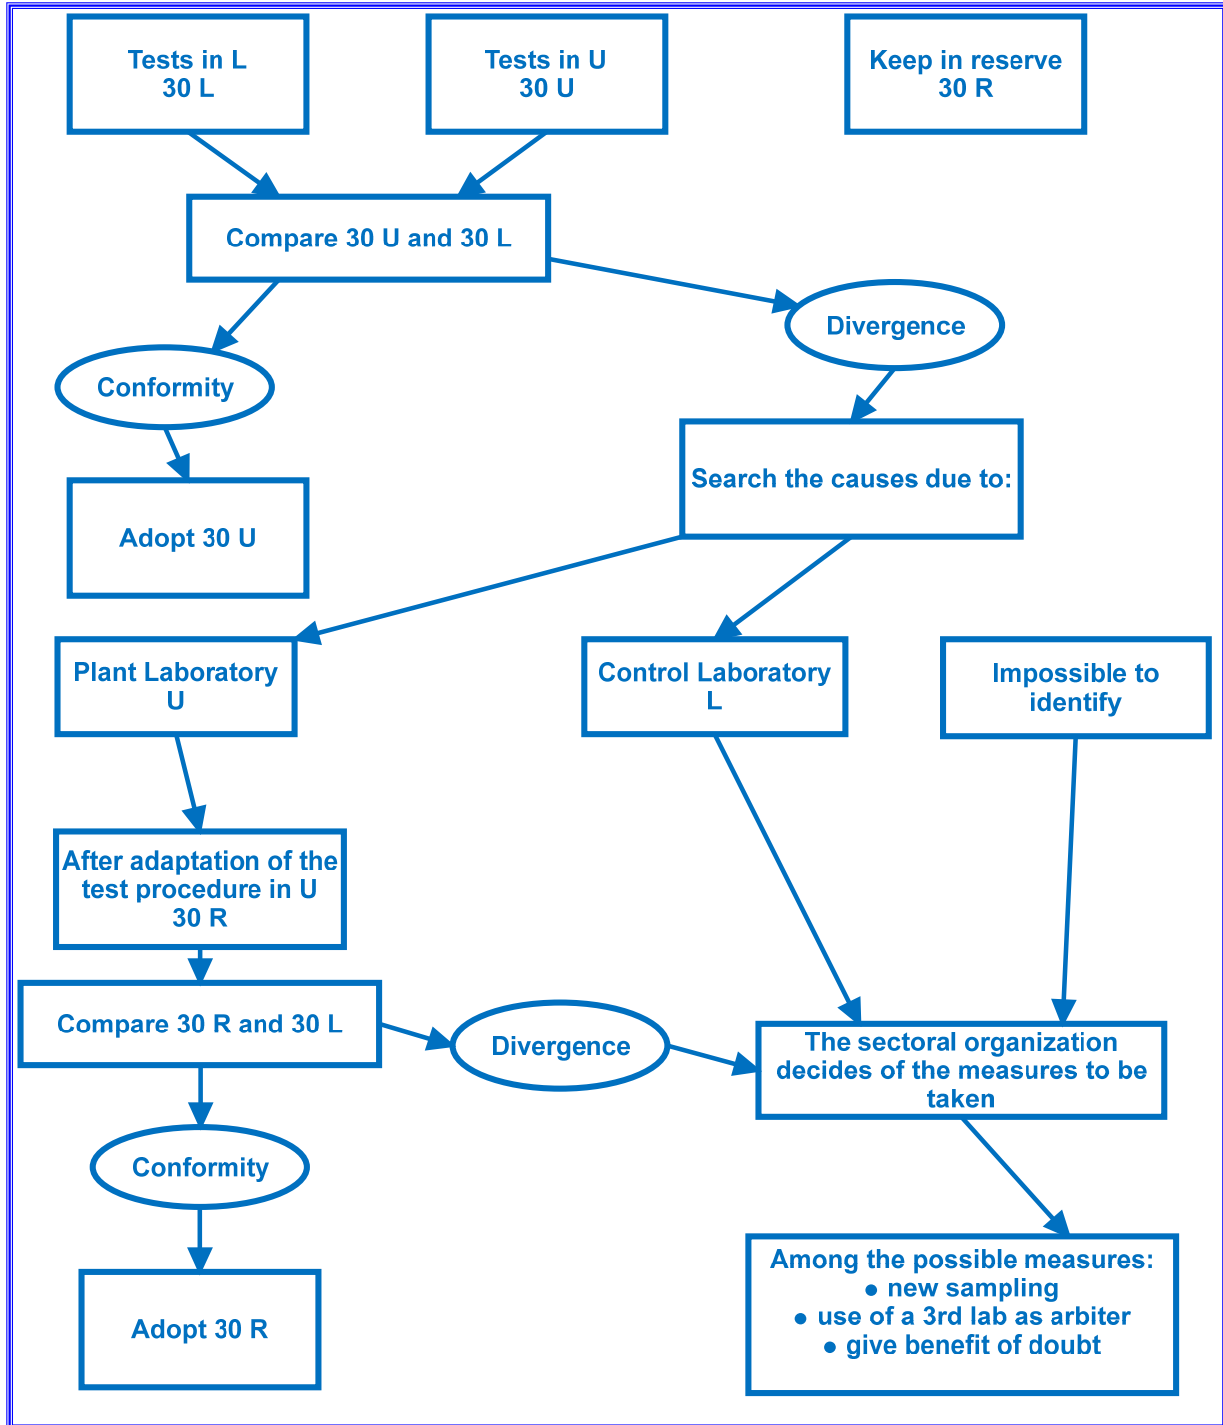 Tests in L
30 L
Tests in U
30 U
Keep in reserve
30 R
Compare 30 U and 30 L
Divergence
Conformity
Search the causes due to:
Adopt 30 U
Plant Laboratory
U
Control Laboratory
L
Impossible to
identify
After adaptation of the
test procedure in U
30 R
Compare 30 R and 30 L
Divergence
The sectoral organization
decides of the measures to be
taken
Conformity
Adopt 30 R
Among the possible measures:
● new sampling
● use of a 3rd lab as arbiter
● give benefit of doubt